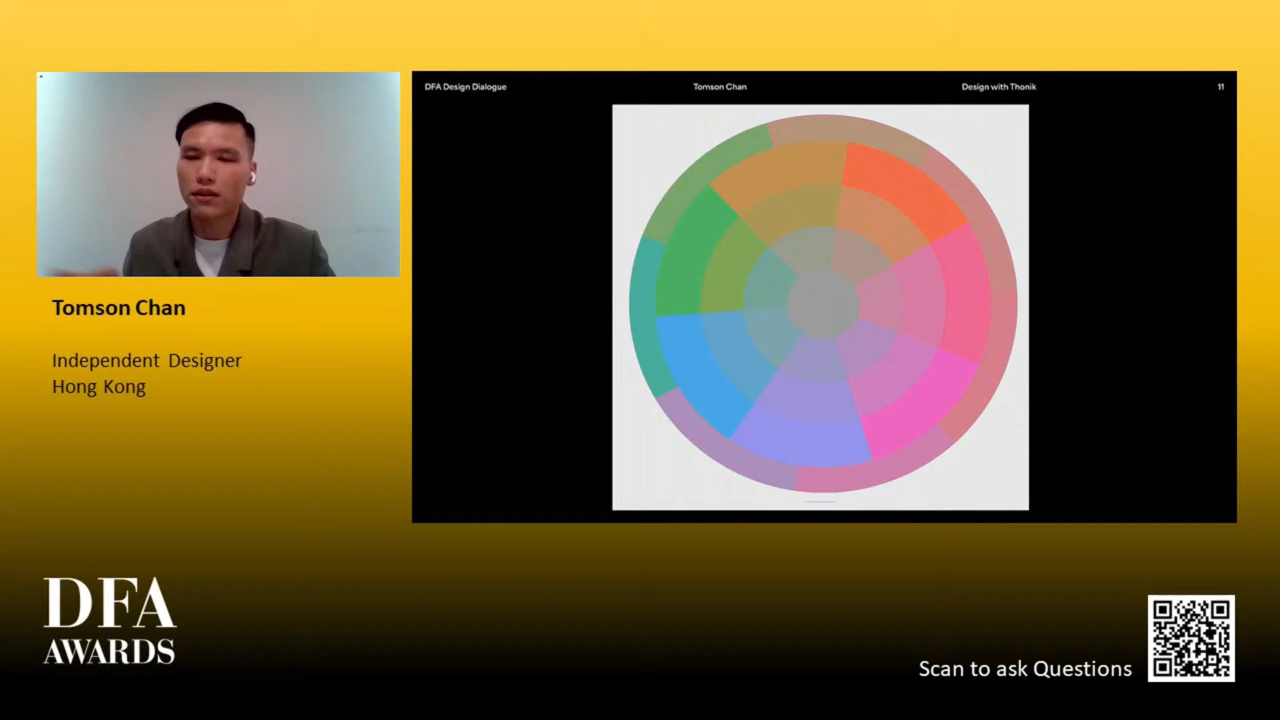 DFA Design Dialogue
Tomson Chan
Design with Thonik
11
Tomson Chan
Independent Designer
Hong Kong
DFA
AWARDS
Scan to ask Questions